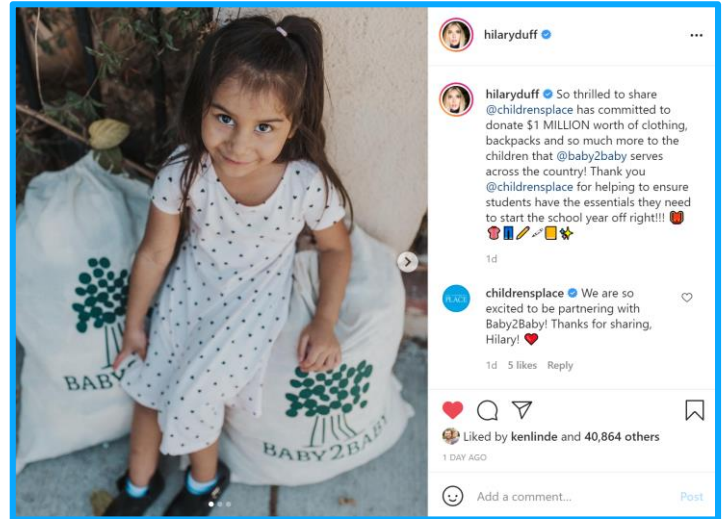 BABY2
BABY2BABY
hilaryduff
hilaryduff So thrilled to share
@childrensplace has committed to
donate $1 MILLION worth of clothing,
backpacks and so much more to the
children that @baby2baby serves
across the country! Thank you
@childrensplace for helping to ensure
students have the essentials they need
to start the school year off right!!! 🎒
👚👖✏️🖊️📒✨
1d
PLACE
childrensplace We are so
excited to be partnering with
Baby2Baby! Thanks for sharing,
Hilary! ❤️
1d 5 likes Reply
Liked by kenlinde and 40,864 others
1 DAY AGO
Add a comment... Post